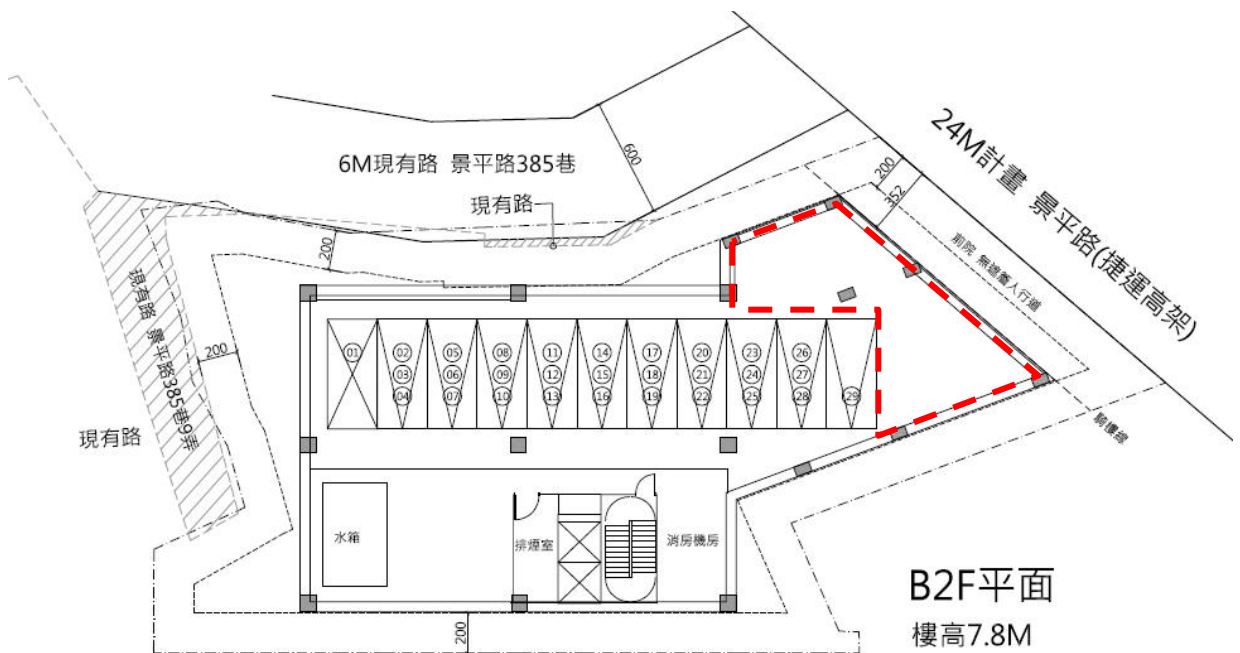 24M計畫 景平路(捷運高架)
6M現有路 景平路385巷
600
現有路
200
352
200
前院 無遮簷人行道
現有路 景平路385巷9弄
200
現有路
騎樓線
01
02 03 04
05 06 07
08 09 10
11 12 13
14 15 16
17 18 19
20 21 22
23 24 25
26 27 28
29
水箱
排煙室
消房機房
200
B2F平面
樓高7.8M